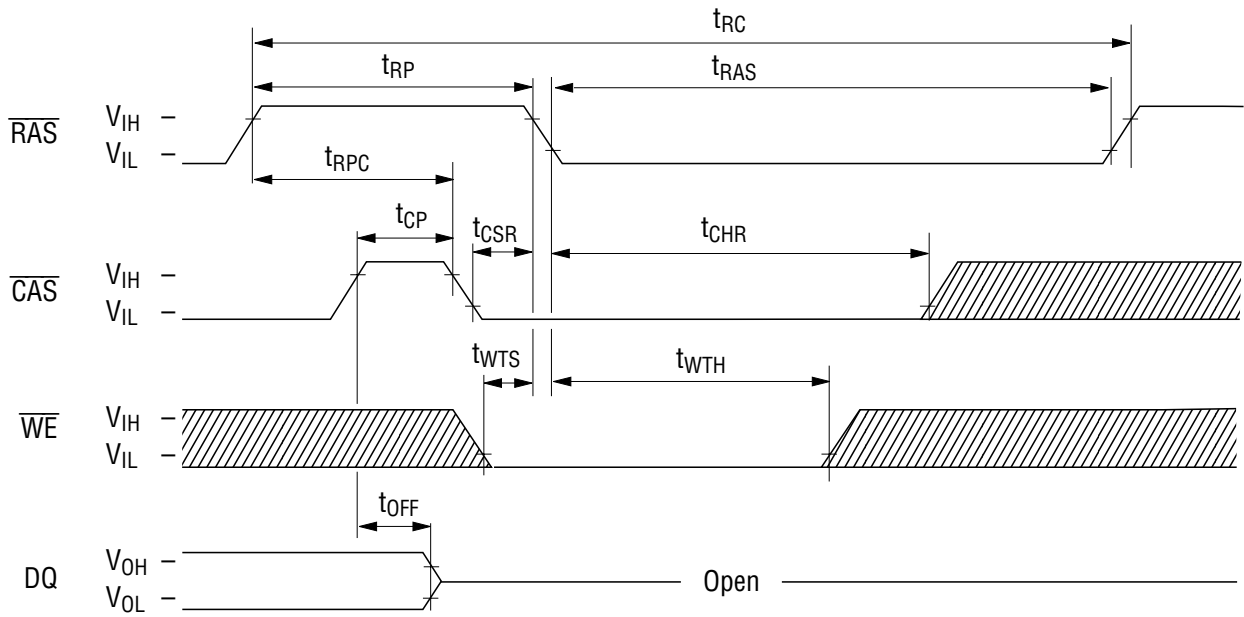 tRC
tRP
tRAS
RAS
VIH –
VIL –
tRPC
tCP
tCSR
tCHR
CAS
VIH –
VIL –
tWTS
tWTH
WE
VIH –
VIL –
tOFF
DQ
VOH –
VOL –
Open